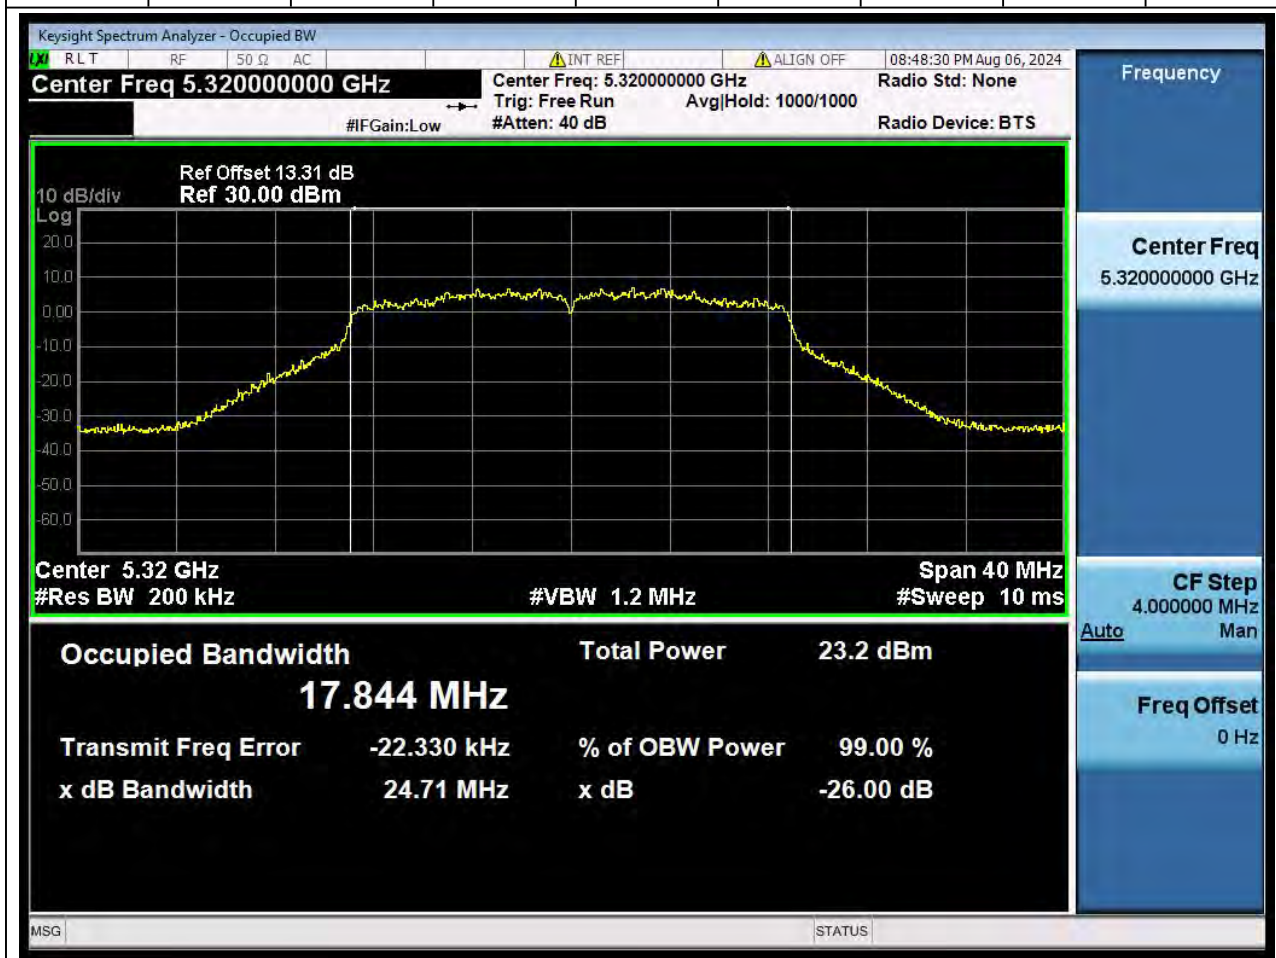 Keysight Spectrum Analyzer - Occupied BW
LXI RLT RF 50 Ω AC INT REF ALIGN OFF 08:48:30 PM Aug 06, 2024
Center Freq 5.320000000 GHz
Center Freq: 5.320000000 GHz Radio Std: None
Trig: Free Run Avg|Hold: 1000/1000
#IFGain:Low #Atten: 40 dB Radio Device: BTS
Ref Offset 13.31 dB
10 dB/div Ref 30.00 dBm
Log
20.0
10.0
0.00
-10.0
-20.0
-30.0
-40.0
-50.0
-60.0
Center 5.32 GHz Span 40 MHz
#Res BW 200 kHz #VBW 1.2 MHz #Sweep 10 ms
Occupied Bandwidth Total Power 23.2 dBm
17.844 MHz
Transmit Freq Error -22.330 kHz % of OBW Power 99.00 %
x dB Bandwidth 24.71 MHz x dB -26.00 dB
MSG STATUS
Frequency
Center Freq
5.320000000 GHz
CF Step
4.000000 MHz
Auto Man
Freq Offset
0 Hz